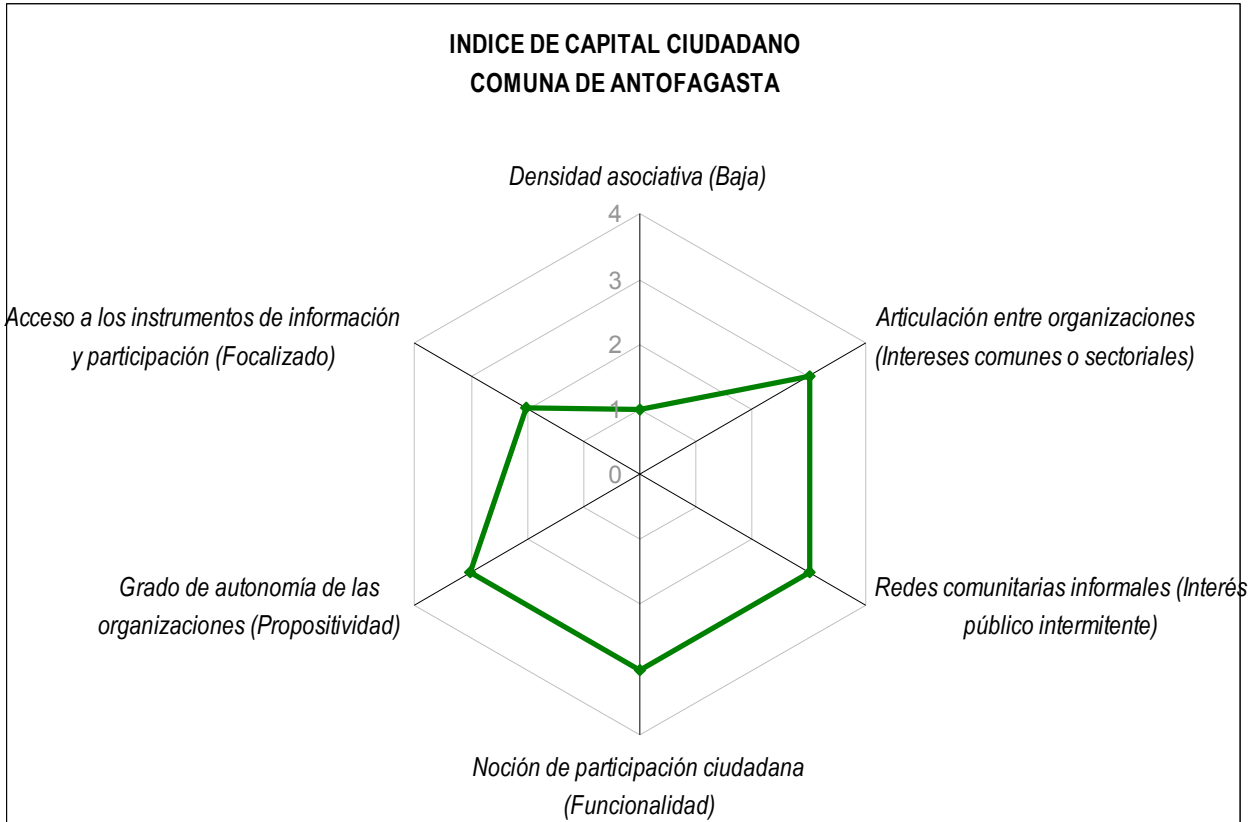 INDICE DE CAPITAL CIUDADANO
COMUNA DE ANTOFAGASTA
Densidad asociativa (Baja)
4
3
2
1
0
Articulación entre organizaciones
(Intereses comunes o sectoriales)
Redes comunitarias informales (Interés
público intermitente)
Noción de participación ciudadana
(Funcionalidad)
Grado de autonomía de las
organizaciones (Propositividad)
Acceso a los instrumentos de información
y participación (Focalizado)